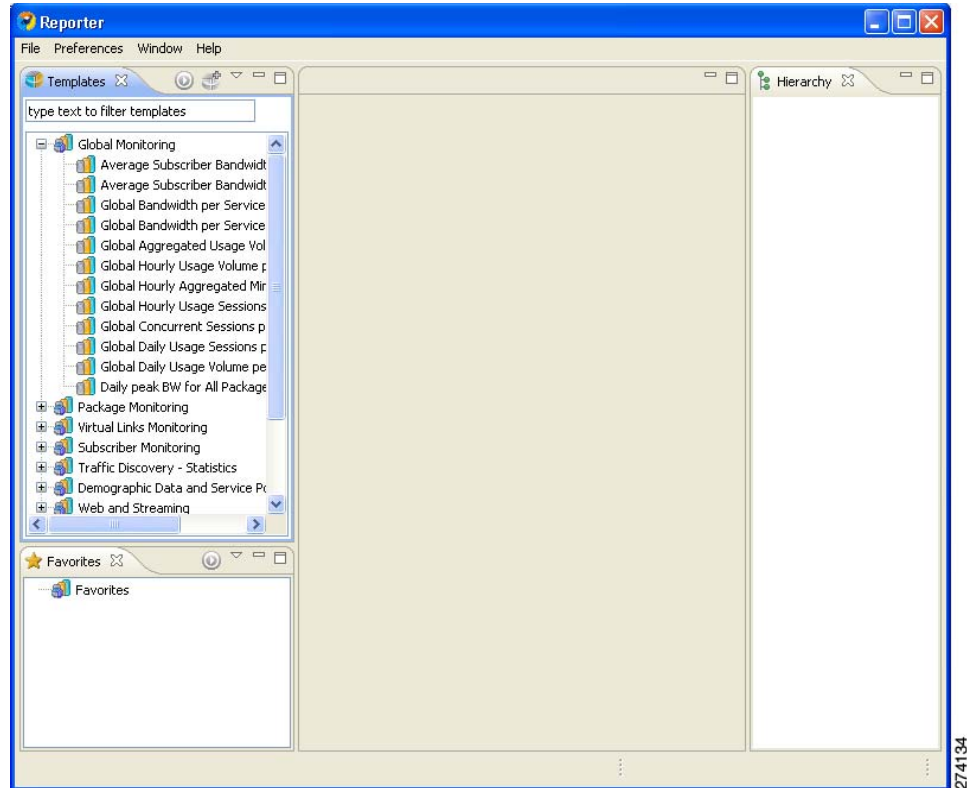 Reporter
File Preferences Window Help
Templates
type text to filter templates
Global Monitoring
Average Subscriber Bandwidt
Average Subscriber Bandwidt
Global Bandwidth per Service
Global Bandwidth per Service
Global Aggregated Usage Vol
Global Hourly Usage Volume p
Global Hourly Aggregated Mir
Global Hourly Usage Sessions
Global Concurrent Sessions p
Global Daily Usage Sessions p
Global Daily Usage Volume pe
Daily peak BW for All Package
Package Monitoring
Virtual Links Monitoring
Subscriber Monitoring
Traffic Discovery - Statistics
Demographic Data and Service Po
Web and Streaming
Favorites
Favorites
Hierarchy
274134